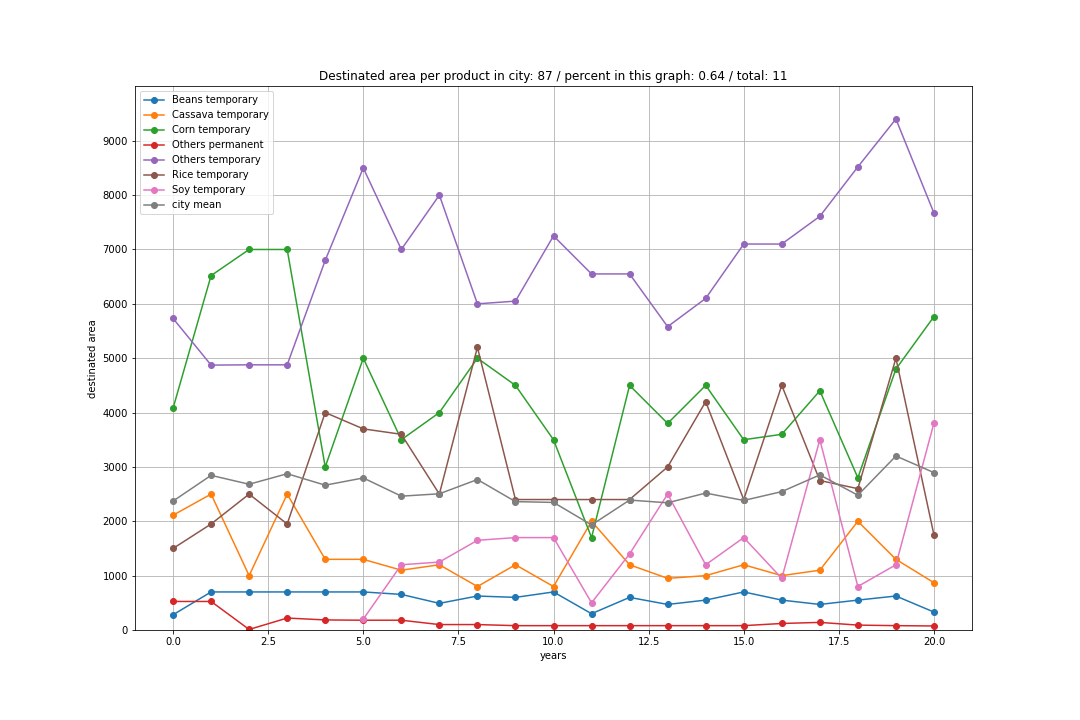 Destinated area per product in city: 87 / percent in this graph: 0.64 / total: 11
Beans temporary
Cassava temporary
Corn temporary
Others permanent
Others temporary
Rice temporary
Soy temporary
city mean
9000
8000
7000
6000
5000
4000
3000
2000
1000
0
destinated area
0.0 2.5 5.0 7.5 10.0 12.5 15.0 17.5 20.0
years